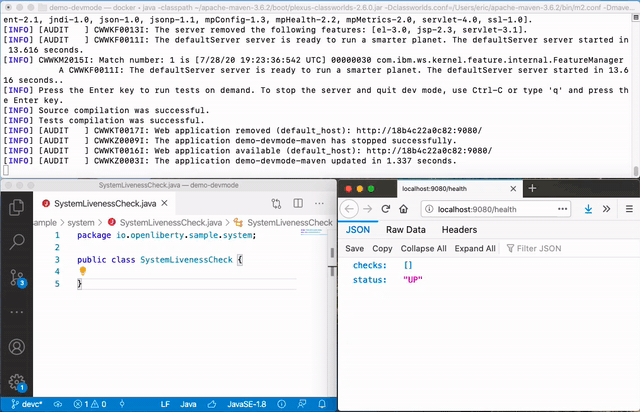 demo-devmode — docker ‹ java -classpath ~/apache-maven-3.6.2/boot/plexus-classworlds-2.6.0.jar -Dclassworlds.conf=/Users/eric/apache-maven-3.6.2/bin/m2.conf -Dmave...
ent-2.1, jndi-1.0, json-1.0, jsonp-1.1, mpConfig-1.3, mpHealth-2.2, mpMetrics-2.0, servlet-4.0, ssl-1.0].
[INFO] [AUDIT   ] CWWKF0013I: The server removed the following features: [el-3.0, jsp-2.3, servlet-3.1].
[INFO] [AUDIT   ] CWWKF0011I: The defaultServer server is ready to run a smarter planet. The defaultServer server started in
13.616 seconds.
[INFO] CWWKM2015I: Match number: 1 is [7/28/20 19:23:36:542 UTC] 00000030 com.ibm.ws.kernel.feature.internal.FeatureManager
A CWWKF0011I: The defaultServer server is ready to run a smarter planet. The defaultServer server started in 13.6
16 seconds..
[INFO] Press the Enter key to run tests on demand. To stop the server and quit dev mode, use Ctrl-C or type 'q' and press th
e Enter key.
[INFO] Source compilation was successful.
[INFO] Tests compilation was successful.
[INFO] [AUDIT   ] CWWKT0017I: Web application removed (default_host): http://18b4c22a0c82:9080/
[INFO] [AUDIT   ] CWWKZ0009I: The application demo-devmode-maven has stopped successfully.
[INFO] [AUDIT   ] CWWKT0016I: Web application available (default_host): http://18b4c22a0c82:9080/
[INFO] [AUDIT   ] CWWKZ0003I: The application demo-devmode-maven updated in 1.337 seconds.
SystemLivenessCheck.java — demo-devmode
SystemLivenessCheck.java
ample › system › SystemLivenessCheck.java › SystemLivenessCheck
1 package io.openliberty.sample.system;
2
3 public class SystemLivenessCheck {
4
5 }
3
1
devc* 1 0 LF Java JavaSE-1.8
localhost:9080/health
localhost:9080/health
JSON Raw Data Headers
Save Copy Collapse All Expand All Filter JSON
checks: []
status: "UP"